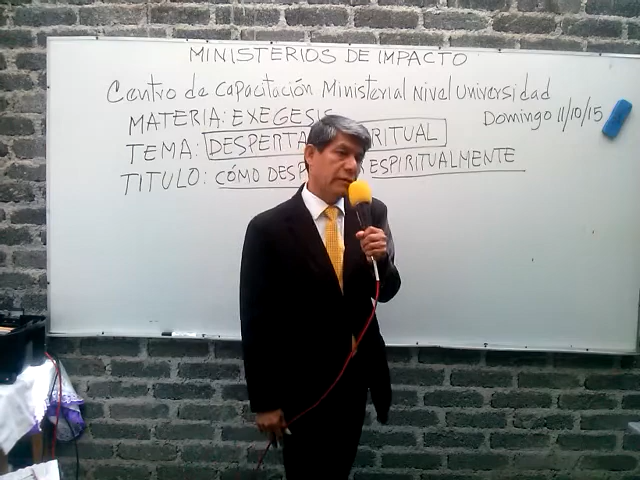 MINISTERIOS DE IMPACTO
Centro de Capacitación Ministerial Nivel Universidad
MATERIA: EXEGESIS
Domingo 11/10/15
TEMA:
TITULO: CÓMO ESPIRITUALMENTE